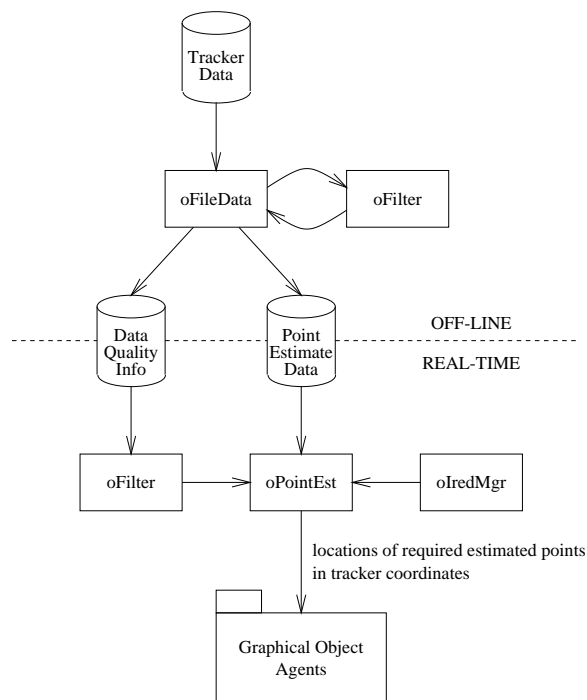 Tracker
Data
oFileData
oFilter
Data
Quality
Info
Point
Estimate
Data
OFF-LINE
REAL-TIME
oFilter
oPointEst
oIredMgr
locations of required estimated points
in tracker coordinates
Graphical Object
Agents